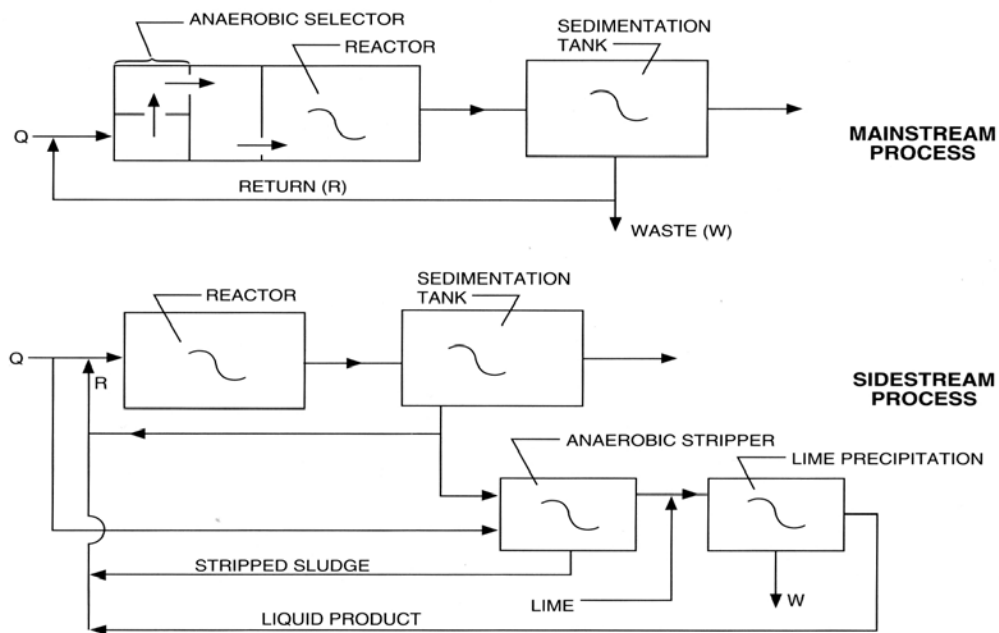 ANAEROBIC SELECTOR
REACTOR
SEDIMENTATION
TANK
Q
MAINSTREAM
PROCESS
RETURN (R)
WASTE (W)
REACTOR
SEDIMENTATION
TANK
Q
R
SIDESTREAM
PROCESS
ANAEROBIC STRIPPER
LIME PRECIPITATION
STRIPPED SLUDGE
LIME
W
LIQUID PRODUCT